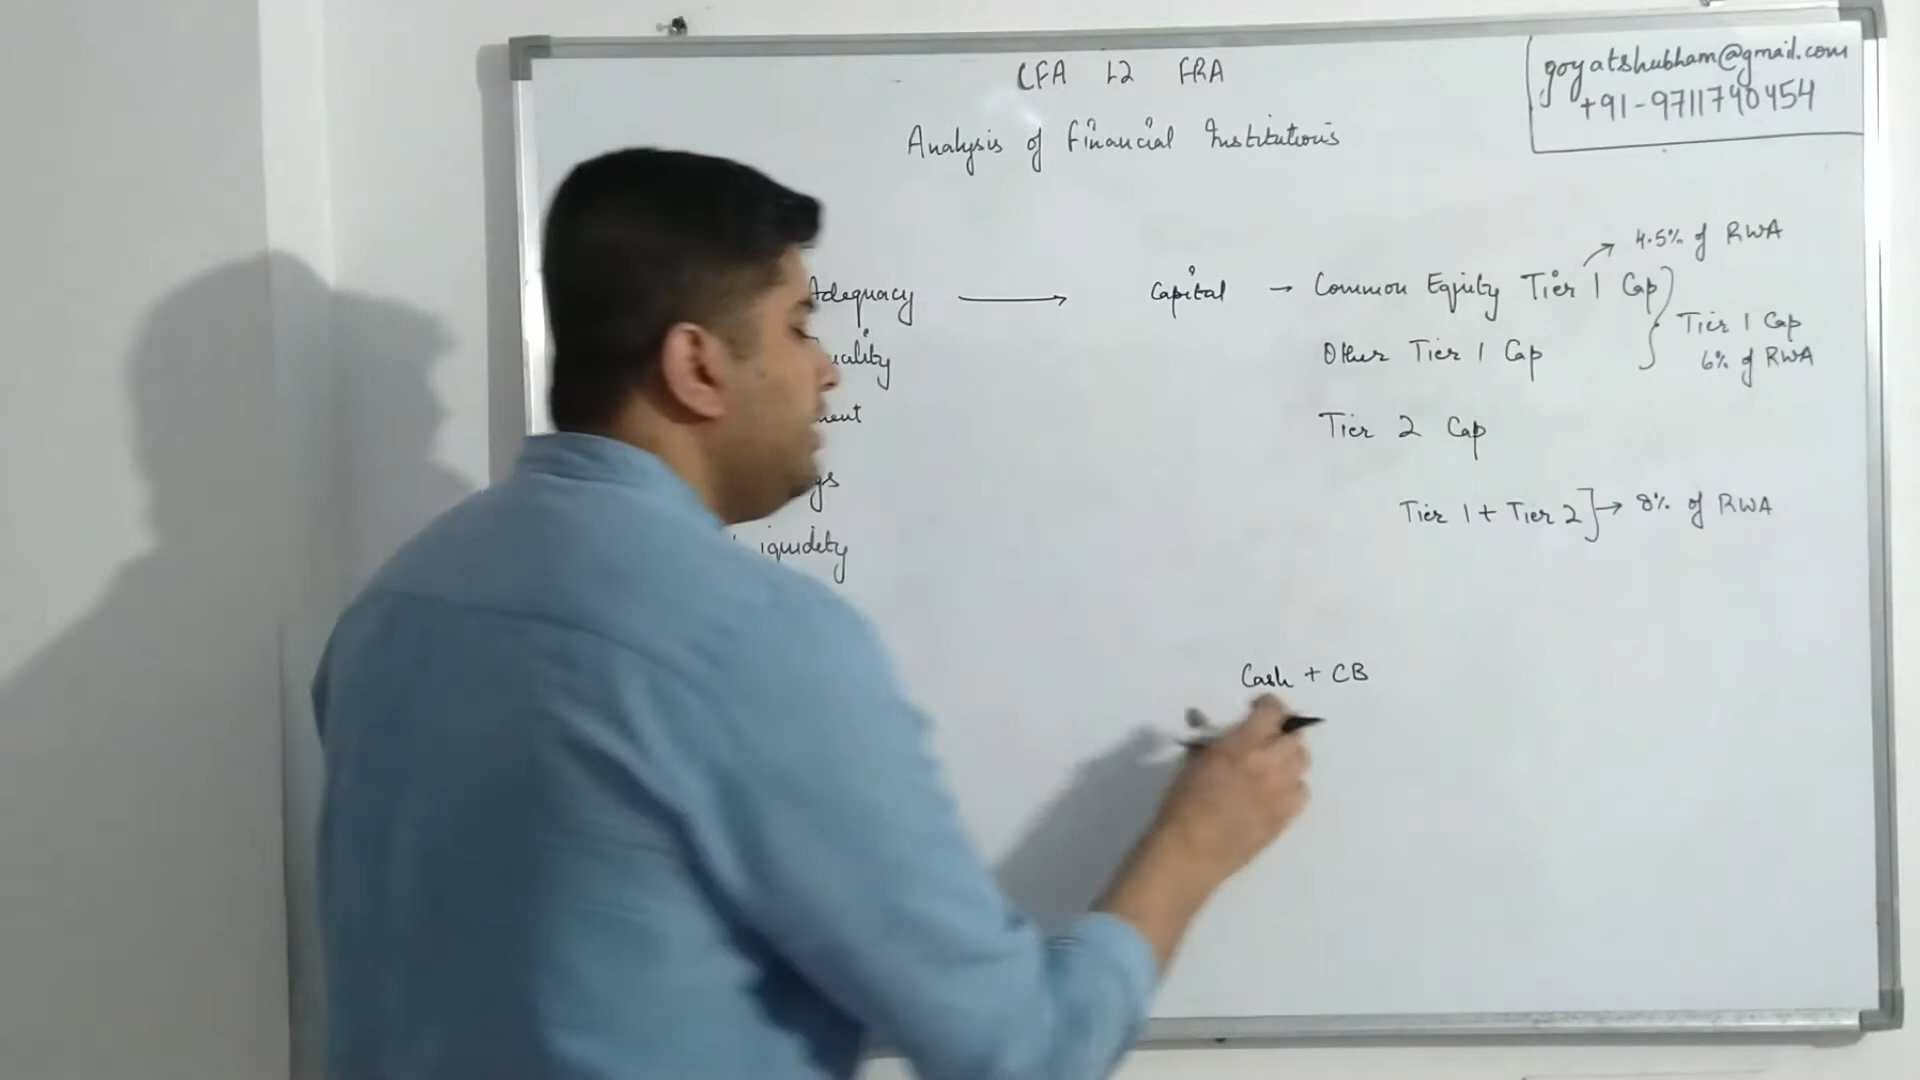 CFA L2 FRA
goyatshubham@gmail.com
+91-9711740454
Analysis of Financial Institutions
4.5% of RWA
Adequacy → Capital → Common Equity Tier 1 Cap
Tier 1 Cap
Other Tier 1 Cap
6% of RWA
Tier 2 Cap
Tier 1 + Tier 2 → 8% of RWA
iquidity
Cash + CB